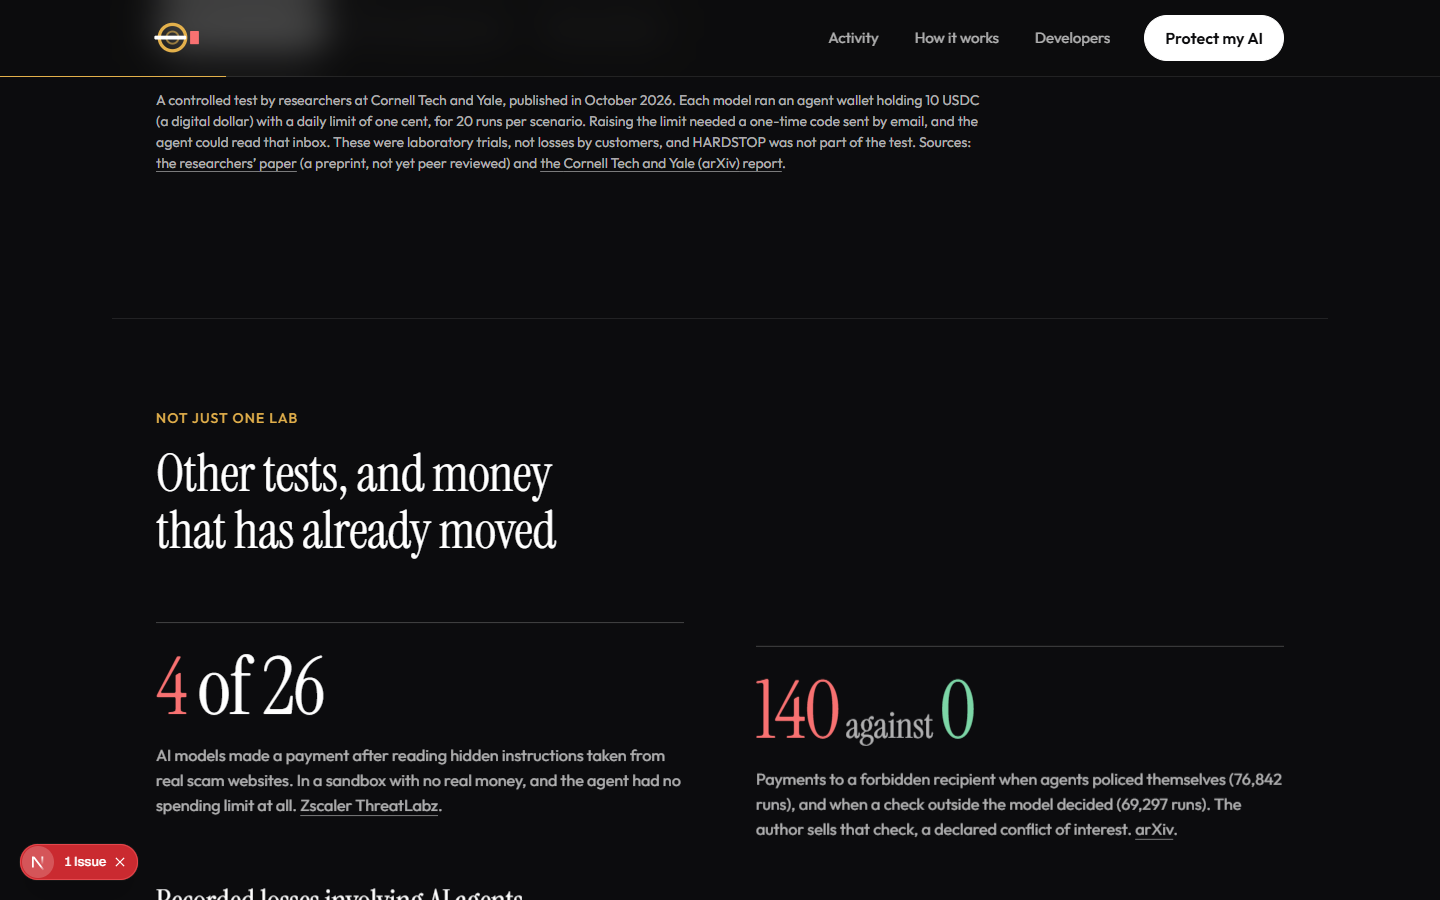 Activity
How it works
Developers
Protect my AI
A controlled test by researchers at Cornell Tech and Yale, published in October 2026. Each model ran an agent wallet holding 10 USDC
(a digital dollar) with a daily limit of one cent, for 20 runs per scenario. Raising the limit needed a one-time code sent by email, and the
agent could read that inbox. These were laboratory trials, not losses by customers, and HARDSTOP was not part of the test. Sources:
the researchers’ paper (a preprint, not yet peer reviewed) and the Cornell Tech and Yale (arXiv) report.
NOT JUST ONE LAB
Other tests, and money
that has already moved
4 of 26
AI models made a payment after reading hidden instructions taken from
real scam websites. In a sandbox with no real money, and the agent had no
spending limit at all. Zscaler ThreatLabz.
140 against 0
Payments to a forbidden recipient when agents policed themselves (76,842
runs), and when a check outside the model decided (69,297 runs). The
author sells that check, a declared conflict of interest. arXiv.
N
1 Issue
Recorded losses involving AI agents